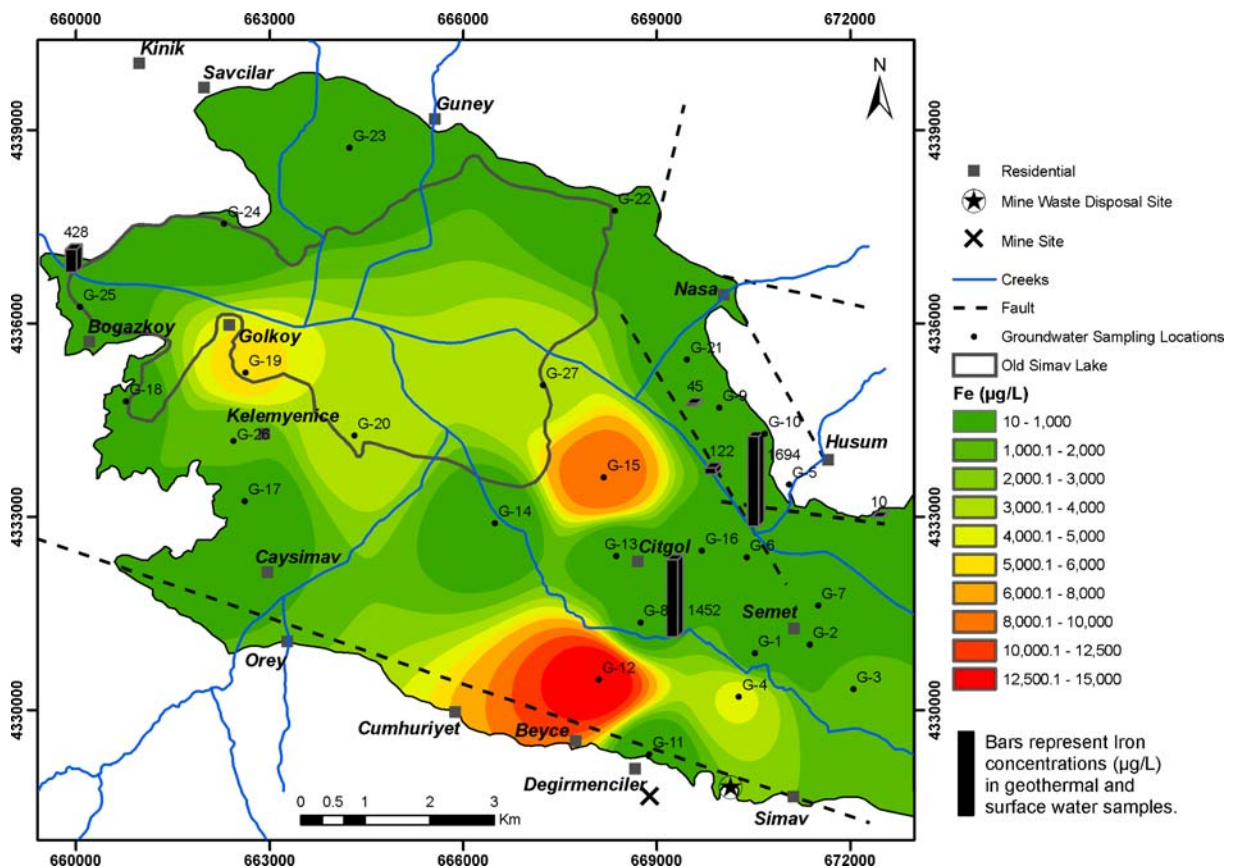 660000 663000 666000 669000 672000
Kinik
Savcilar
N
Guney
4339000
4339000
G-23
G-22
G-24
428
Nasa
G-25
4336000
4336000
Bogazkoy
Golkoy
G-21
G-19
G-27
45
G-9
G-18
Kelemyenice
G-20
G-26
G-10
Husum
122
1694
G-15
G-5
G-17
10
4333000
4333000
G-14
G-13
Citgol
G-16
G-6
Caysimav
G-7
G-8
1452
Semet
G-1
G-2
Orey
G-12
G-4
G-3
4330000
4330000
Cumhuriyet
Beyce
G-11
Degirmenciler
Simav
0 0.5 1 2 3
Km
660000 663000 666000 669000 672000
Residential
Mine Waste Disposal Site
Mine Site
Creeks
Fault
Groundwater Sampling Locations
Old Simav Lake
Fe (µg/L)
10 - 1,000
1,000.1 - 2,000
2,000.1 - 3,000
3,000.1 - 4,000
4,000.1 - 5,000
5,000.1 - 6,000
6,000.1 - 8,000
8,000.1 - 10,000
10,000.1 - 12,500
12,500.1 - 15,000
Bars represent Iron
concentrations (µg/L)
in geothermal and
surface water samples.